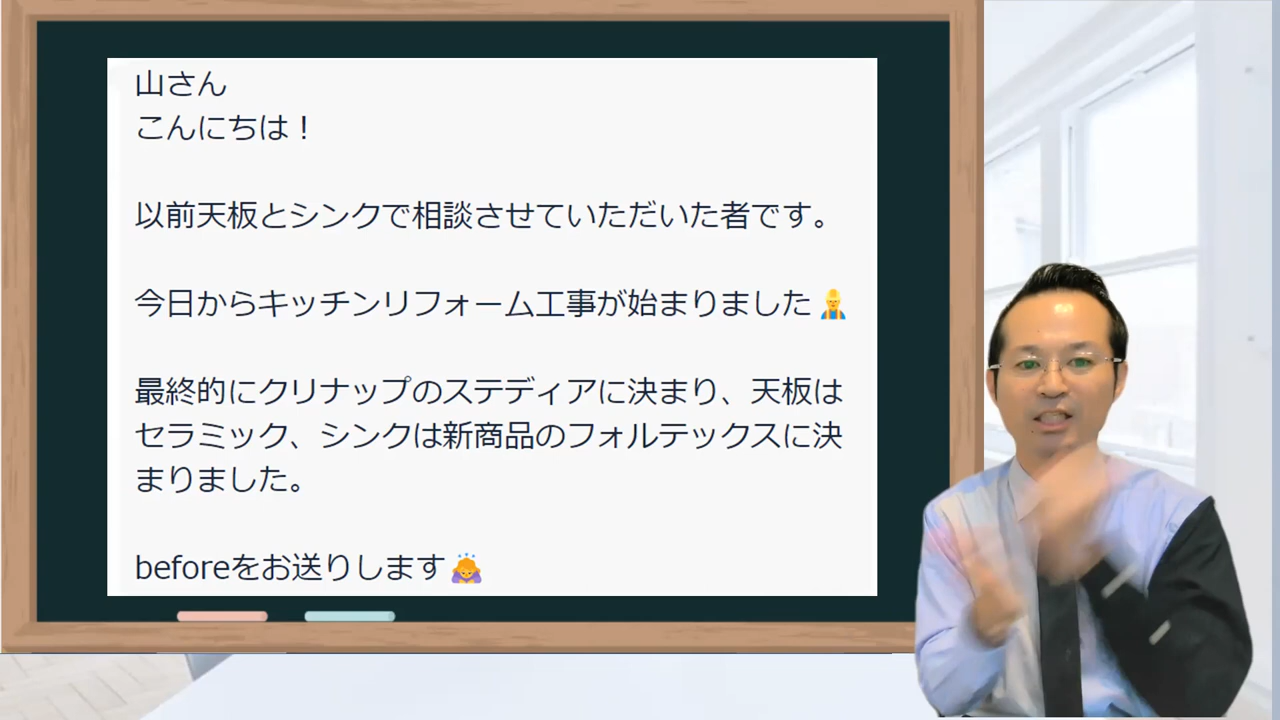 山さん
こんにちは！
以前天板とシンクで相談させていただいた者です。
今日からキッチンリフォーム工事が始まりました👷
最終的にクリナップのステディアに決まり、天板は
セラミック、シンクは新商品のフォルテックスに決
まりました。
beforeをお送りします🙇